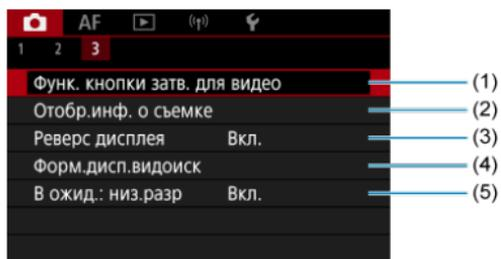 AF
1 2 3
Функ. кнопки затв. для видео (1)
Отобр.инф. о съемке (2)
Реверс дисплея Вкл. (3)
Форм.дисп.видоиск (4)
В ожид.: низ.разр Вкл. (5)